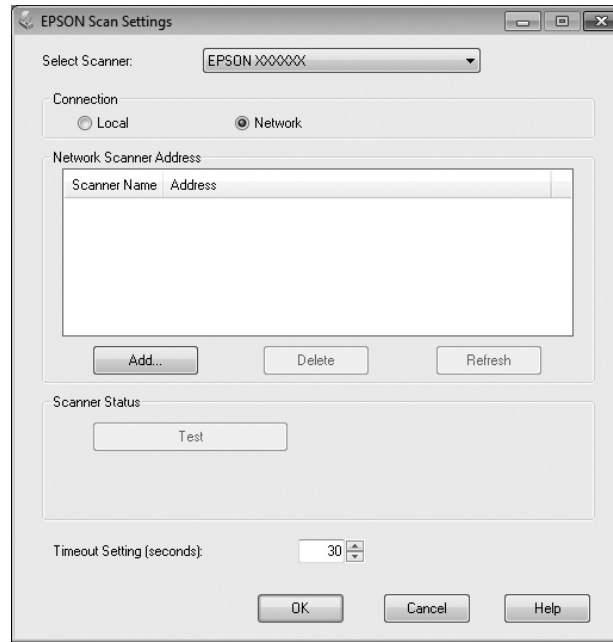 EPSON Scan Settings
Select Scanner: EPSON XXXXXX
Connection
Local Network
Network Scanner Address
Scanner Name Address
Add... Delete Refresh
Scanner Status
Test
Timeout Setting (seconds): 30
OK Cancel Help